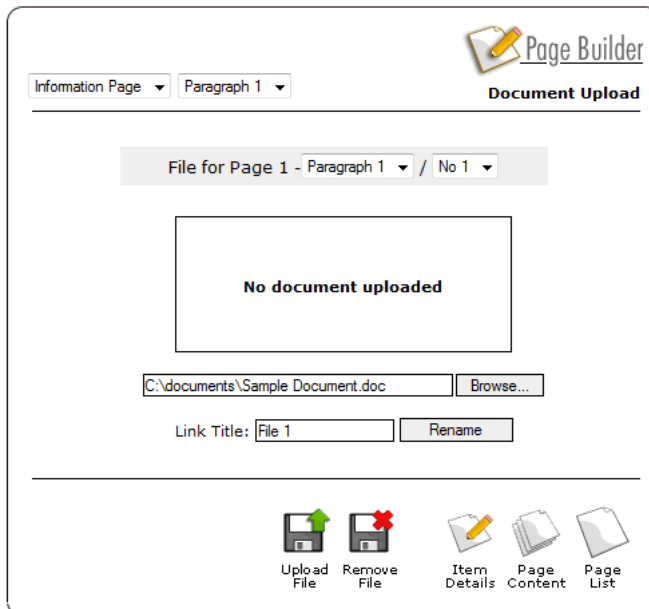 Page Builder
Information Page Paragraph 1
Document Upload
File for Page 1 - Paragraph 1 / No 1
No document uploaded
C:\documents\Sample Document.doc Browse...
Link Title: File 1 Rename
Upload Remove Item Page Page
File File Details Content List